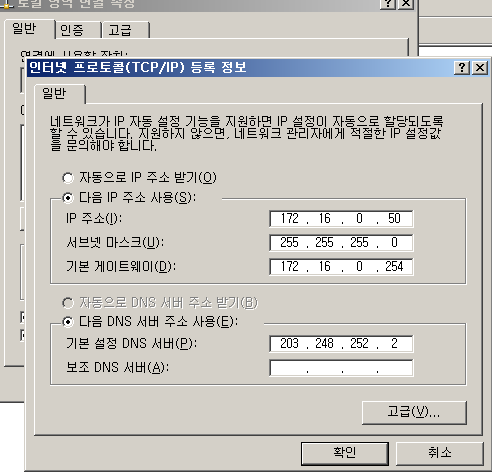 로컬 영역 연결 속성
일반 인증 고급
연결에 사용할 장치:
인터넷 프로토콜(TCP/IP) 등록 정보
일반
네트워크가 IP 자동 설정 기능을 지원하면 IP 설정이 자동으로 할당되도록
할 수 있습니다. 지원하지 않으면, 네트워크 관리자에게 적절한 IP 설정값
을 문의해야 합니다.
자동으로 IP 주소 받기(O)
다음 IP 주소 사용(S):
IP 주소(I): 172 . 16 . 0 . 50
서브넷 마스크(U): 255 . 255 . 255 . 0
기본 게이트웨이(D): 172 . 16 . 0 . 254
자동으로 DNS 서버 주소 받기(B)
다음 DNS 서버 주소 사용(E):
기본 설정 DNS 서버(P): 203 . 248 . 252 . 2
보조 DNS 서버(A): . . .
고급(V)...
확인 취소